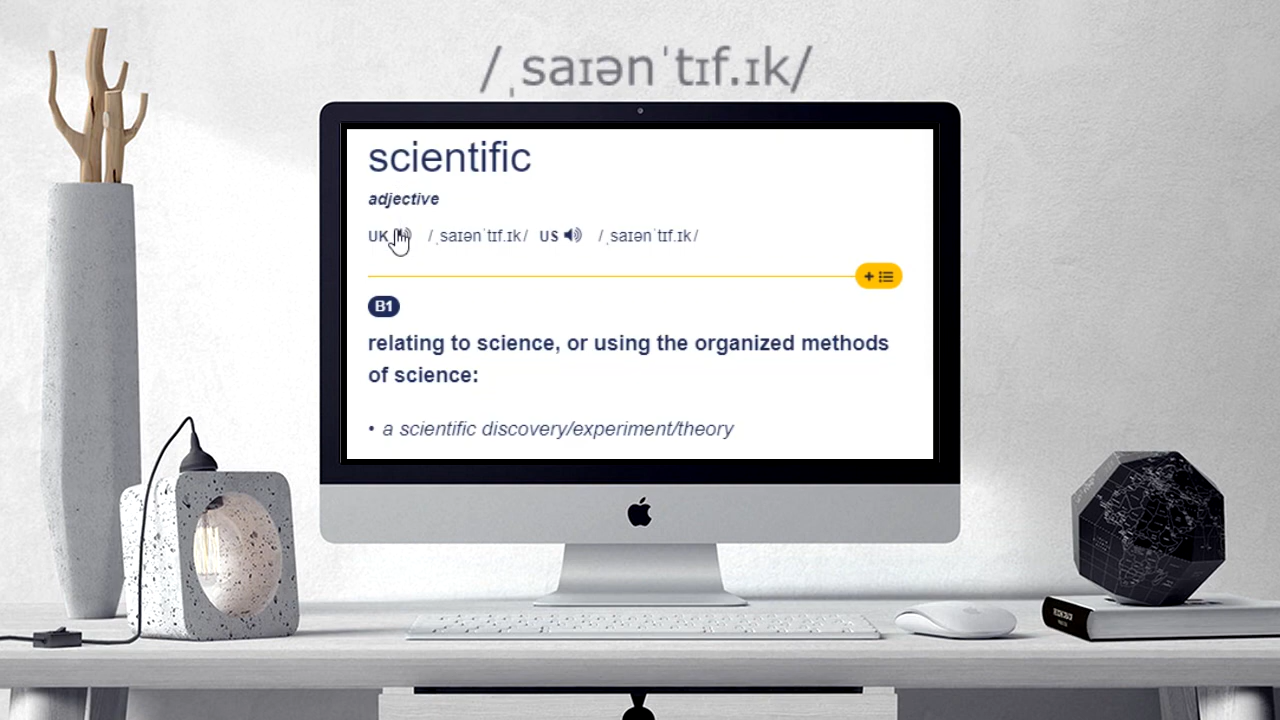 /ˌsaɪənˈtɪf.ɪk/
scientific
adjective
UK /ˌsaɪənˈtɪf.ɪk/ US /ˌsaɪənˈtɪf.ɪk/
+
B1
relating to science, or using the organized methods
of science:
• a scientific discovery/experiment/theory